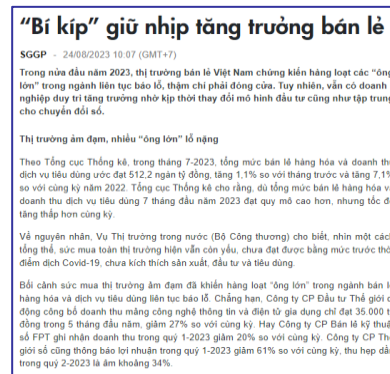 “Bí kíp” giữ nhịp tăng trưởng bán lẻ
SGGP - 24/08/2023 10:07 (GMT+7)
Trong nửa đầu năm 2023, thị trường bán lẻ Việt Nam chứng kiến hàng loạt các “ông
lớn” trong ngành liên tục báo lỗ, thậm chí phải đóng cửa. Tuy nhiên, vẫn có doanh
nghiệp duy trì tăng trưởng nhờ kịp thời thay đổi mô hình đầu tư cũng như tập trung
cho chuyển đổi số.
Thị trường ảm đạm, nhiều “ông lớn” lỗ nặng
Theo Tổng cục Thống kê, trong tháng 7-2023, tổng mức bán lẻ hàng hóa và doanh thu
dịch vụ tiêu dùng ước đạt 512,2 ngàn tỷ đồng, tăng 1,1% so với tháng trước và tăng 7,1%
so với cùng kỳ năm 2022. Tổng cục Thống kê cho rằng, dù tổng mức bán lẻ hàng hóa và
doanh thu dịch vụ tiêu dùng 7 tháng đầu năm 2023 đạt quy mô cao hơn, nhưng tốc độ
tăng thấp hơn cùng kỳ.
Về nguyên nhân, Vụ Thị trường trong nước (Bộ Công thương) cho biết, nhìn một cách
tổng thể, sức mua toàn thị trường hiện vẫn còn yếu, chưa đạt được bằng mức trước thời
điểm dịch Covid-19, chưa kích thích sản xuất, đầu tư và tiêu dùng.
Bối cảnh sức mua thị trường ảm đạm đã khiến hàng loạt “ông lớn” trong ngành bán lẻ
hàng hóa và dịch vụ tiêu dùng liên tục báo lỗ. Chẳng hạn, Công ty CP Đầu tư Thế giới di
động công bố doanh thu mảng công nghệ thông tin và điện tử gia dụng chỉ đạt 35.000 tỷ
đồng trong 5 tháng đầu năm, giảm 27% so với cùng kỳ. Hay Công ty CP Bán lẻ kỹ thuật
số FPT ghi nhận doanh thu trong quý 1-2023 giảm 20% so với cùng kỳ. Công ty CP Thế
giới số cũng thông báo lợi nhuận trong quý 1-2023 giảm 61% so với cùng kỳ, thu hẹp dần
trong quý 2-2023 là âm khoảng 34%.